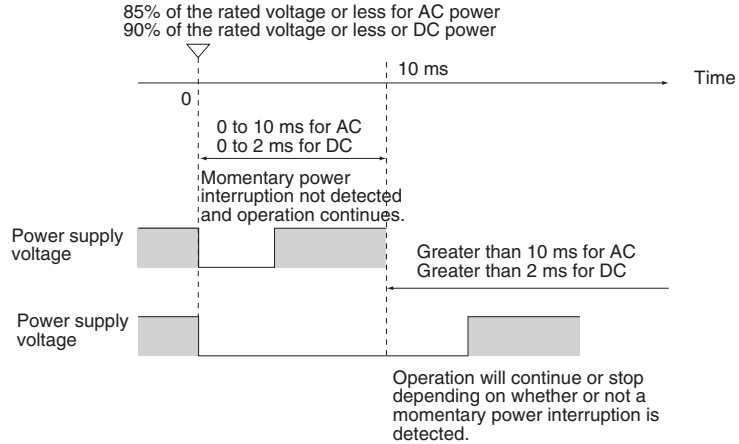 85% of the rated voltage or less for AC power
90% of the rated voltage or less or DC power
10 ms
Time
0
0 to 10 ms for AC
0 to 2 ms for DC
Momentary power
interruption not detected
and operation continues.
Power supply
voltage
Greater than 10 ms for AC
Greater than 2 ms for DC
Power supply
voltage
Operation will continue or stop
depending on whether or not a
momentary power interruption is
detected.